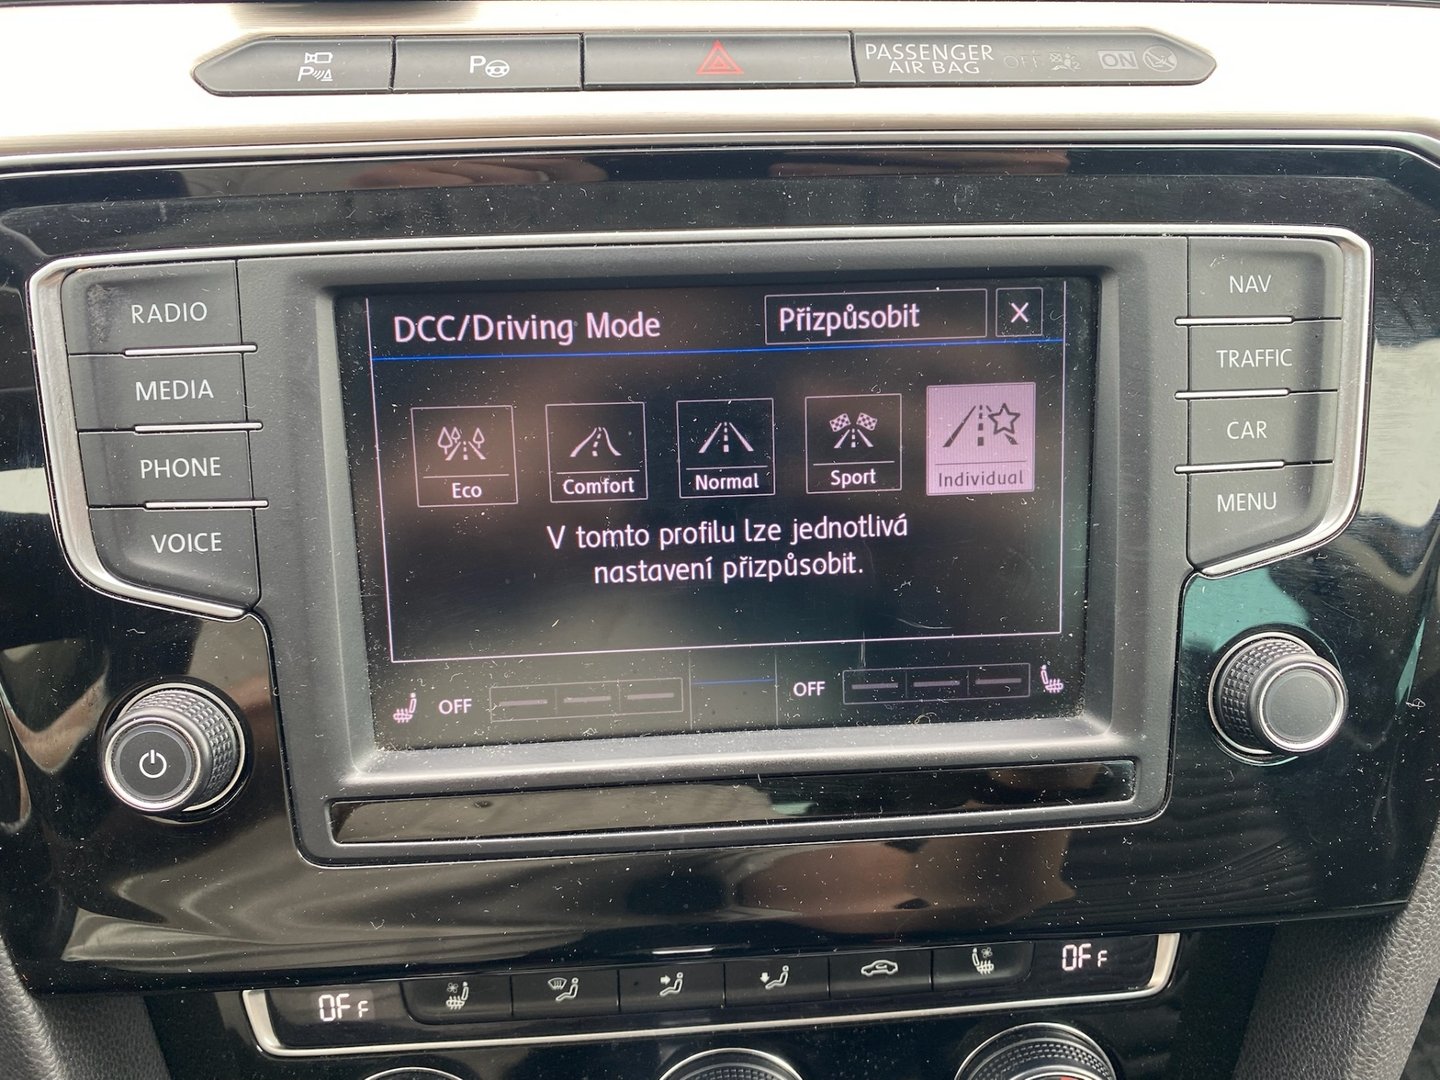 P
P
PASSENGER
AIR BAG
OFF
2
ON
RADIO
MEDIA
PHONE
VOICE
NAV
TRAFFIC
CAR
MENU
DCC/Driving Mode
Přizpůsobit
X
Eco
Comfort
Normal
Sport
Individual
V tomto profilu lze jednotlivá
nastavení přizpůsobit.
OFF
OFF
OFF
OFF